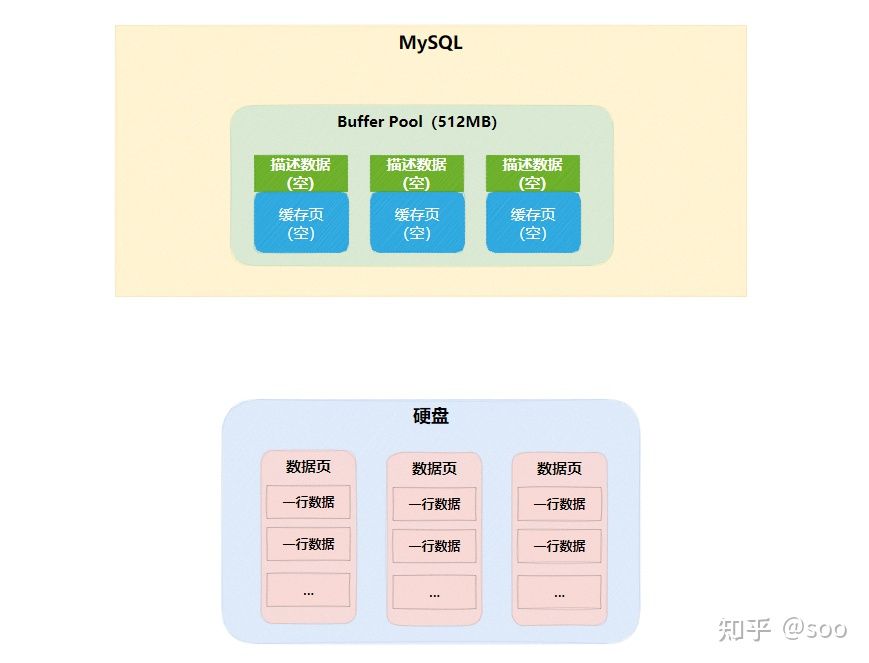 MySQL
Buffer Pool（512MB）
描述数据
(空)
描述数据
(空)
描述数据
(空)
缓存页
(空)
缓存页
(空)
缓存页
(空)
硬盘
数据页
一行数据
一行数据
...
数据页
一行数据
一行数据
...
数据页
一行数据
一行数据
...
知乎 @soo